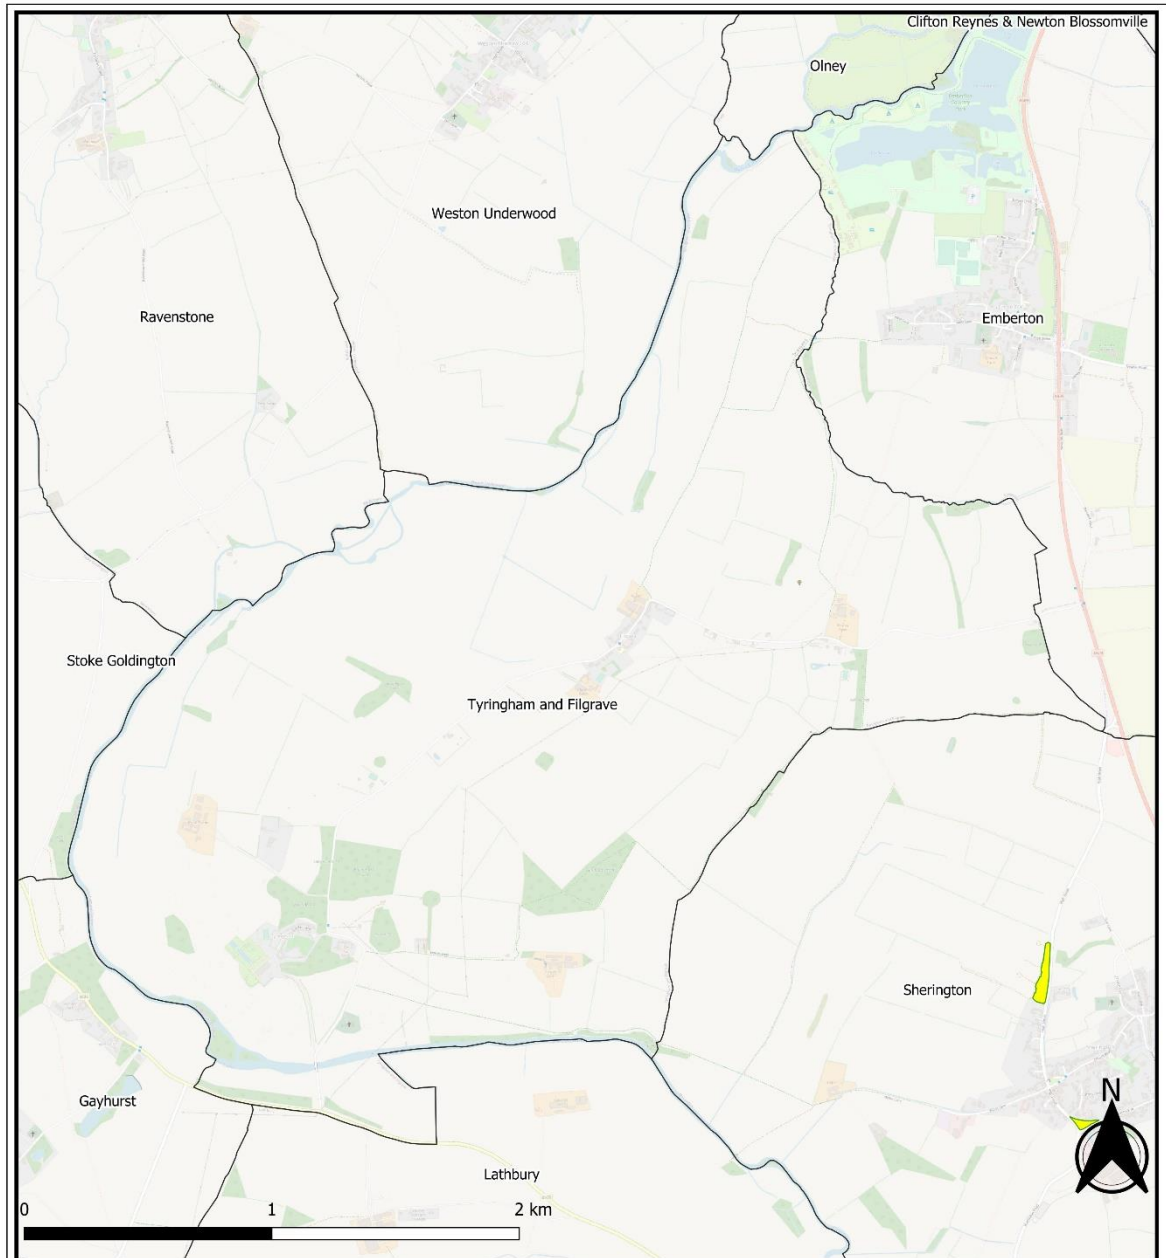 Clifton Reynes & Newton Blossomville
Olney
Weston Underwood
Ravenstone
Emberton
Stoke Goldington
Tyringham and Filgrave
Sherington
Gayhurst
Lathbury
N
0 1 2 km